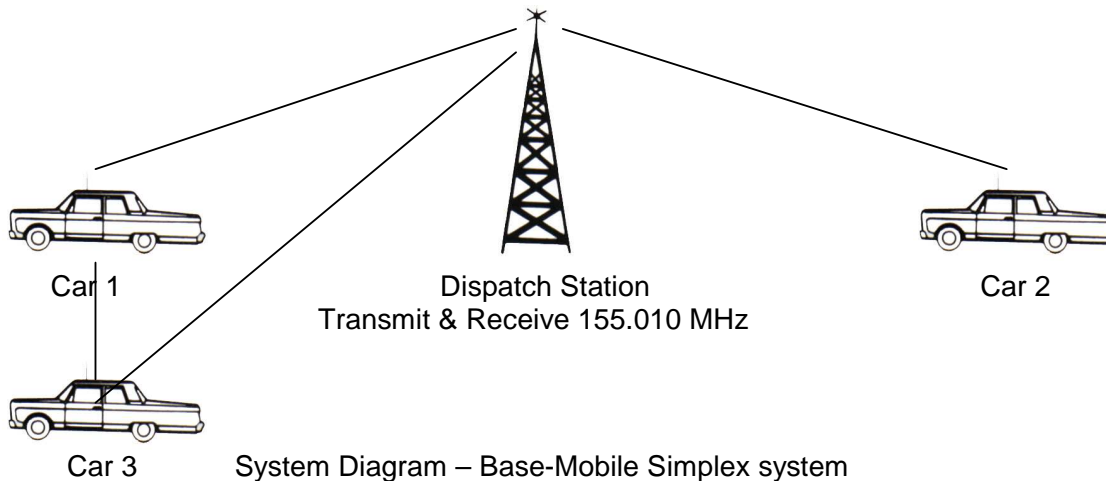 Car 1
Dispatch Station
Car 2
Transmit & Receive 155.010 MHz
Car 3
System Diagram – Base-Mobile Simplex system